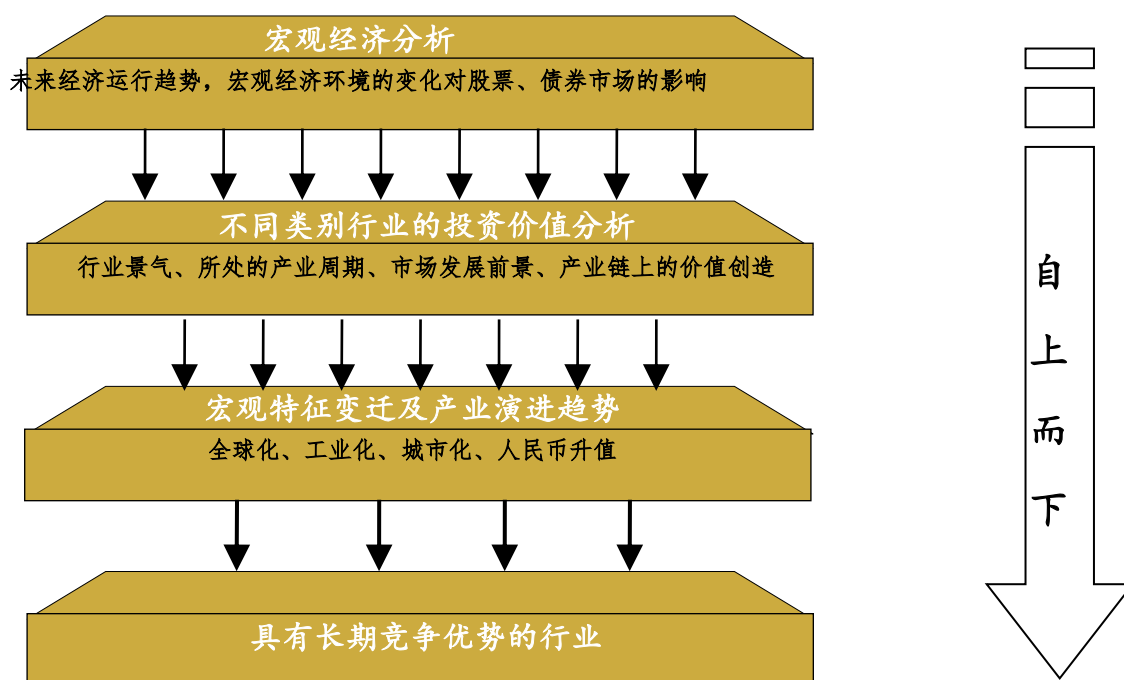 宏观经济分析
未来经济运行趋势，宏观经济环境的变化对股票、债券市场的影响
不同类别行业的投资价值分析
行业景气、所处的产业周期、市场发展前景、产业链上的价值创造
宏观特征变迁及产业演进趋势
全球化、工业化、城市化、人民币升值
具有长期竞争优势的行业
自上而下